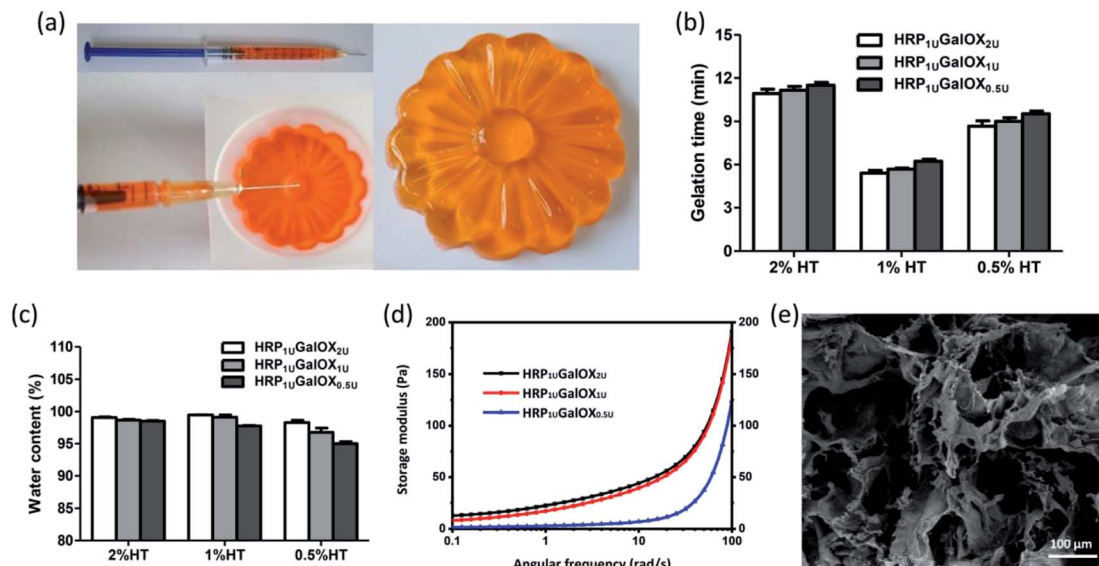 (a)
(b)
Gelation time (min)
15
12
9
6
3
0
HRP1UGalOX2U
HRP1UGalOX1U
HRP1UGalOX0.5U
2% HT
1% HT
0.5% HT
(c)
Water content (%)
110
105
100
95
90
85
80
HRP1UGalOX2U
HRP1UGalOX1U
HRP1UGalOX0.5U
2%HT
1%HT
0.5%HT
(d)
Storage modulus (Pa)
200
150
100
50
0
200
150
100
50
0
HRP1UGalOX2U
HRP1UGalOX1U
HRP1UGalOX0.5U
0.1
1
10
100
Angular frequency (rad/s)
(e)
100 μm